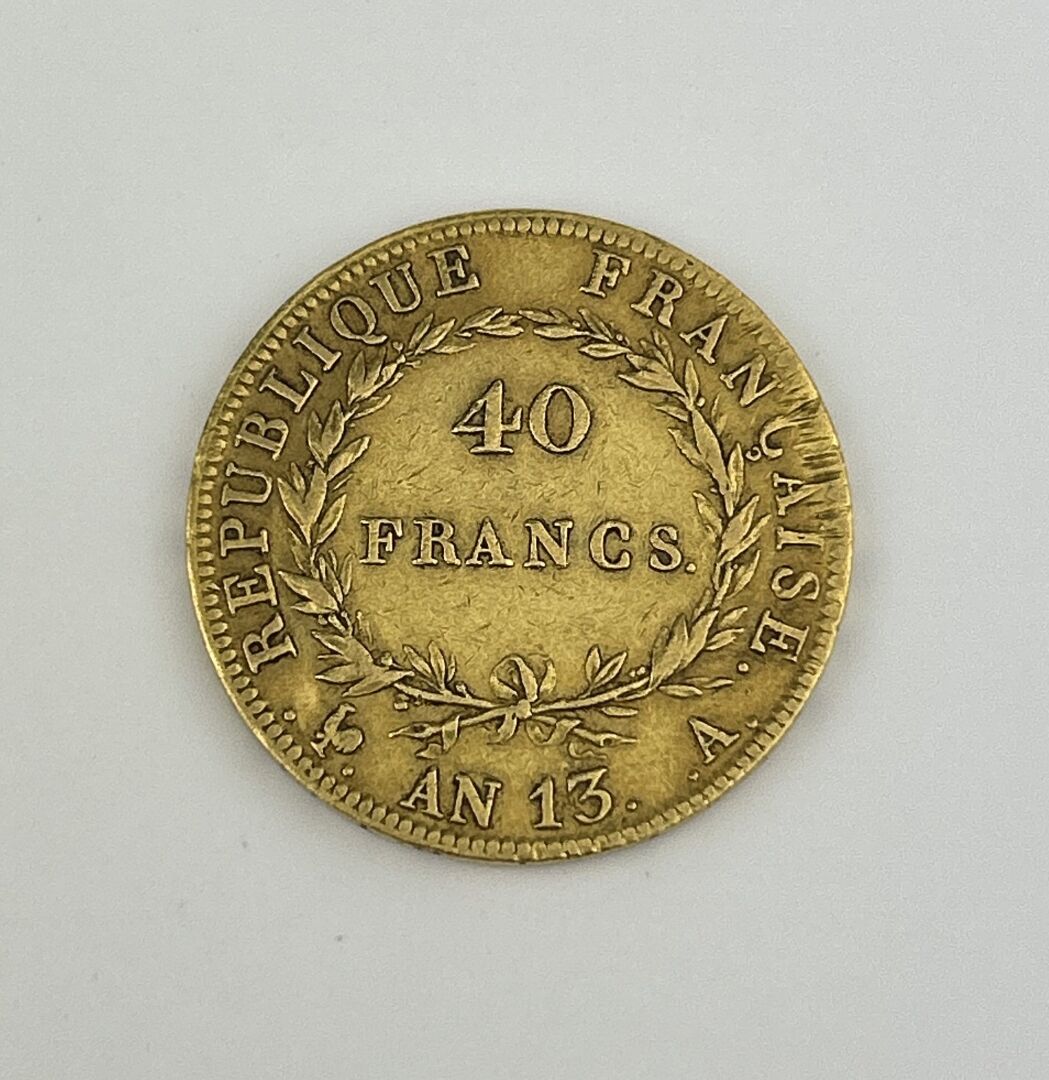 REPUBLIQUE FRANÇAISE.
40
FRANCS.
AN 13.
A